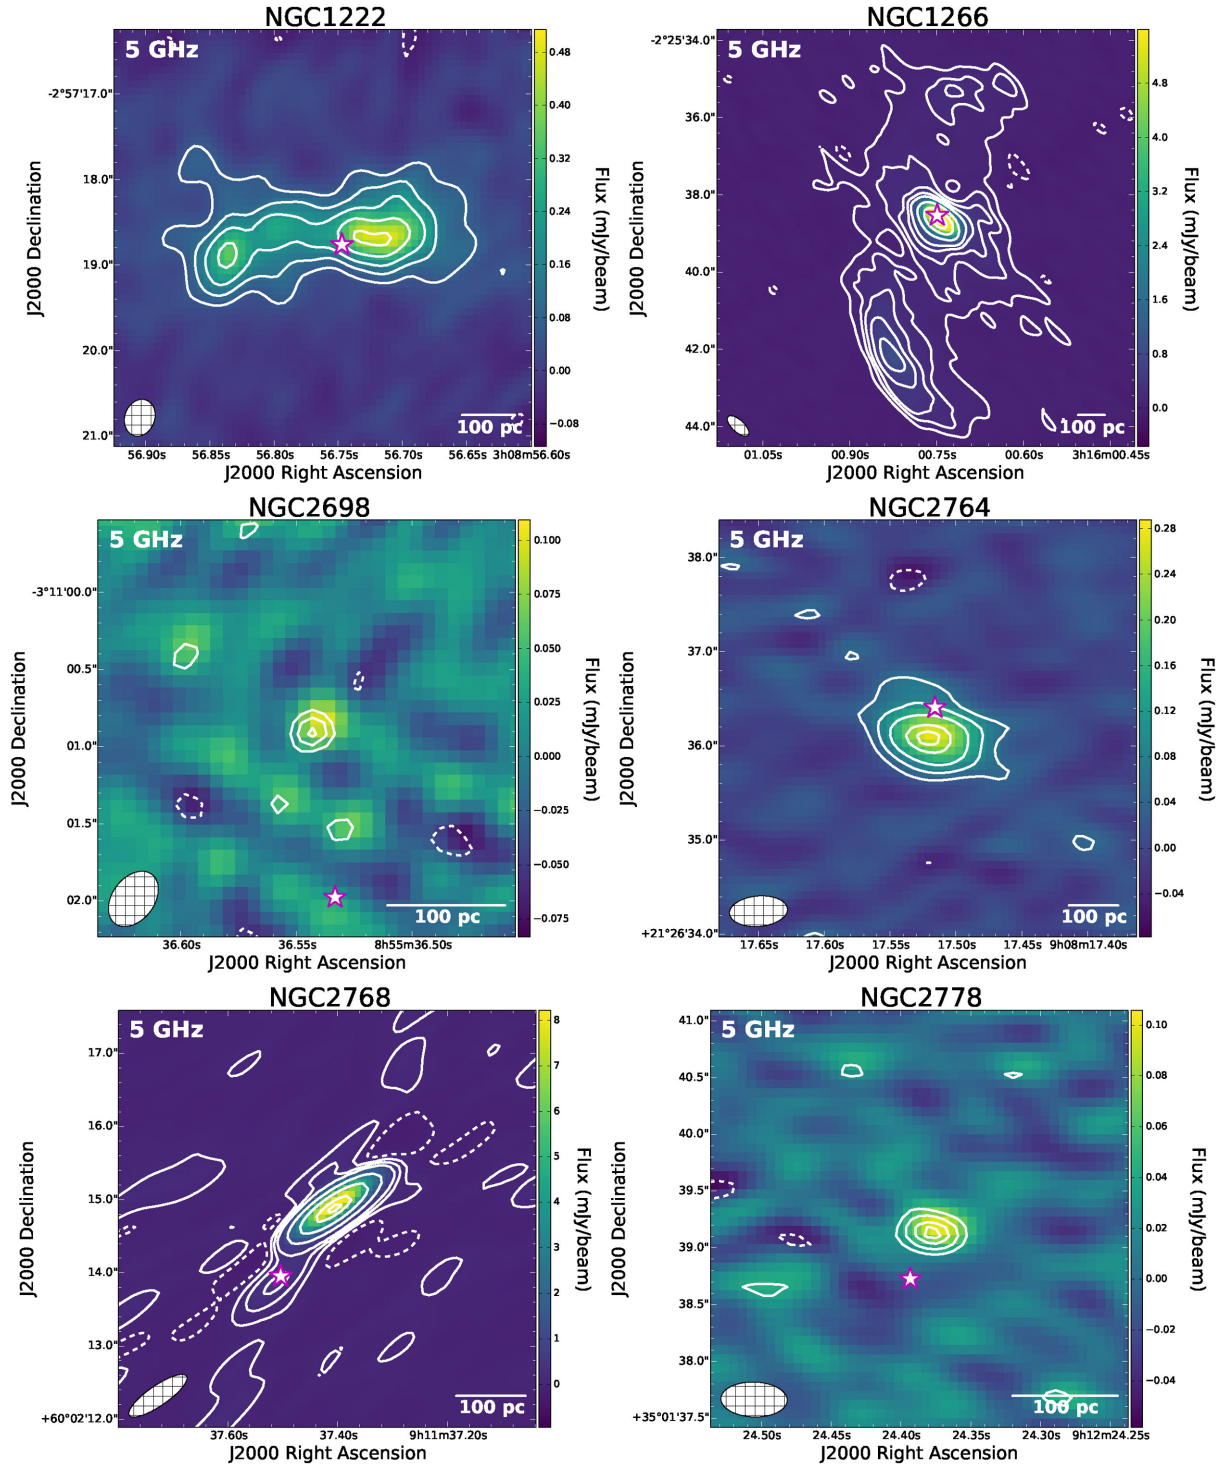 NGC1222
5 GHz
-2°57'17.0"
18.0"
19.0"
20.0"
21.0"
J2000 Declination
56.90s 56.85s 56.80s 56.75s 56.70s 56.65s 3h08m56.60s
J2000 Right Ascension
100 pc
0.48
0.40
0.32
0.24
0.16
0.08
0.00
−0.08
Flux (mJy/beam)
NGC1266
5 GHz
-2°25'34.0"
36.0"
38.0"
40.0"
42.0"
44.0"
J2000 Declination
01.05s 00.90s 00.75s 00.60s 3h16m00.45s
J2000 Right Ascension
100 pc
4.8
4.0
3.2
2.4
1.6
0.8
0.0
Flux (mJy/beam)
NGC2698
5 GHz
-3°11'00.0"
00.5"
01.0"
01.5"
02.0"
J2000 Declination
36.60s 36.55s 8h55m36.50s
J2000 Right Ascension
100 pc
0.100
0.075
0.050
0.025
0.000
−0.025
−0.050
−0.075
Flux (mJy/beam)
NGC2764
5 GHz
38.0"
37.0"
36.0"
35.0"
+21°26'34.0"
J2000 Declination
17.65s 17.60s 17.55s 17.50s 17.45s 9h08m17.40s
J2000 Right Ascension
100 pc
0.28
0.24
0.20
0.16
0.12
0.08
0.04
0.00
−0.04
Flux (mJy/beam)
NGC2768
5 GHz
17.0"
16.0"
15.0"
14.0"
13.0"
+60°02'12.0"
J2000 Declination
37.60s 37.40s 9h11m37.20s
J2000 Right Ascension
100 pc
8
7
6
5
4
3
2
1
0
Flux (mJy/beam)
NGC2778
5 GHz
41.0"
40.5"
40.0"
39.5"
39.0"
38.5"
38.0"
+35°01'37.5"
J2000 Declination
24.50s 24.45s 24.40s 24.35s 24.30s 9h12m24.25s
J2000 Right Ascension
100 pc
0.10
0.08
0.06
0.04
0.02
0.00
−0.02
−0.04
Flux (mJy/beam)